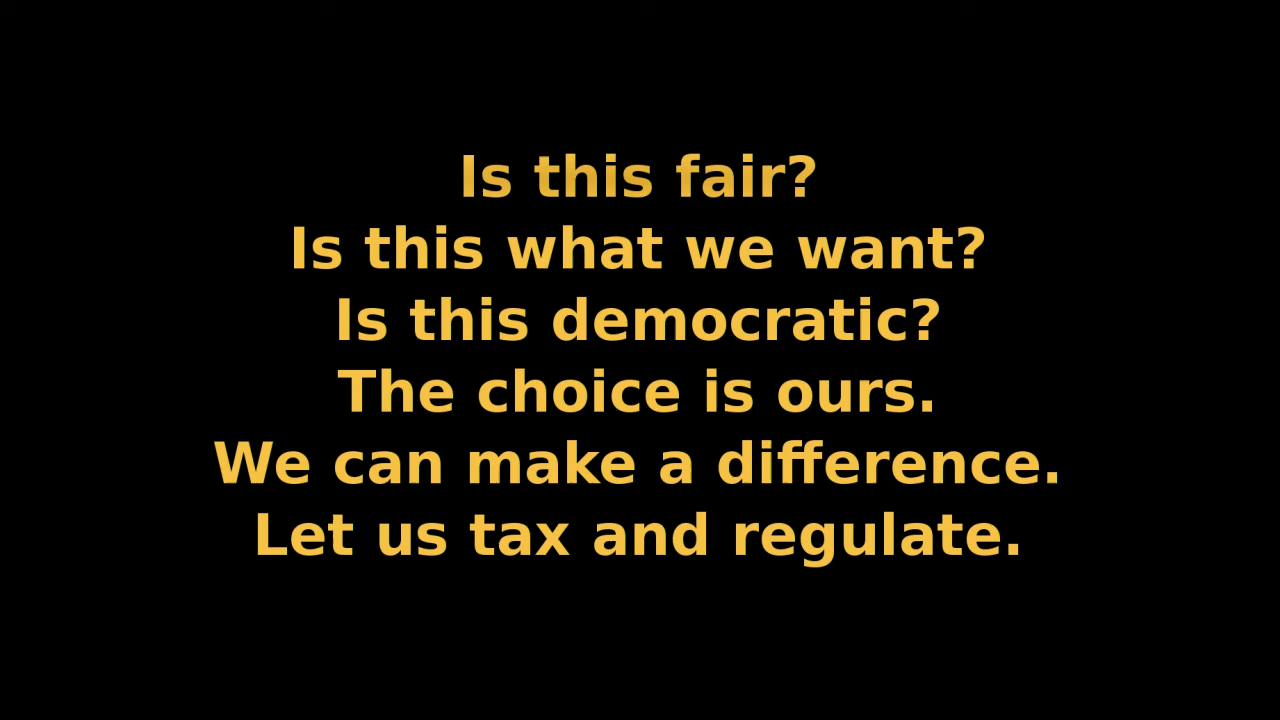 Is this fair?
Is this what we want?
Is this democratic?
The choice is ours.
We can make a difference.
Let us tax and regulate.